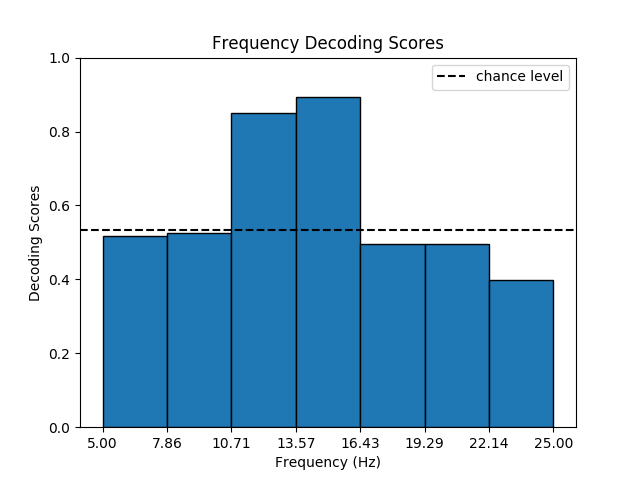 Frequency Decoding Scores
chance level
Decoding Scores
1.0
0.8
0.6
0.4
0.2
0.0
5.00 7.86 10.71 13.57 16.43 19.29 22.14 25.00
Frequency (Hz)